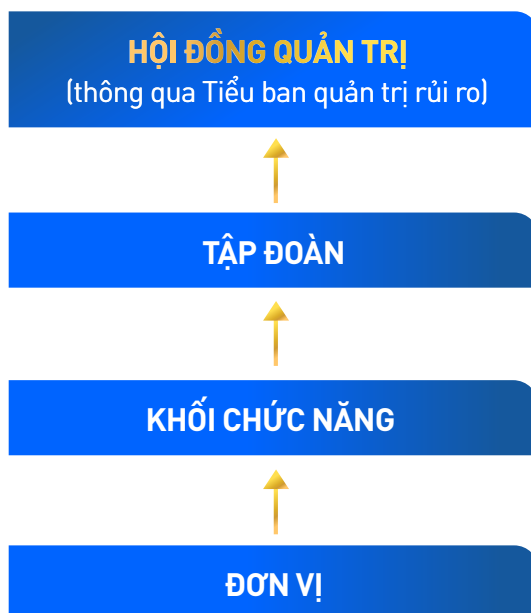 HỘI ĐỒNG QUẢN TRỊ
(thông qua Tiểu ban quản trị rủi ro)
TẬP ĐOÀN
KHỐI CHỨC NĂNG
ĐƠN VỊ